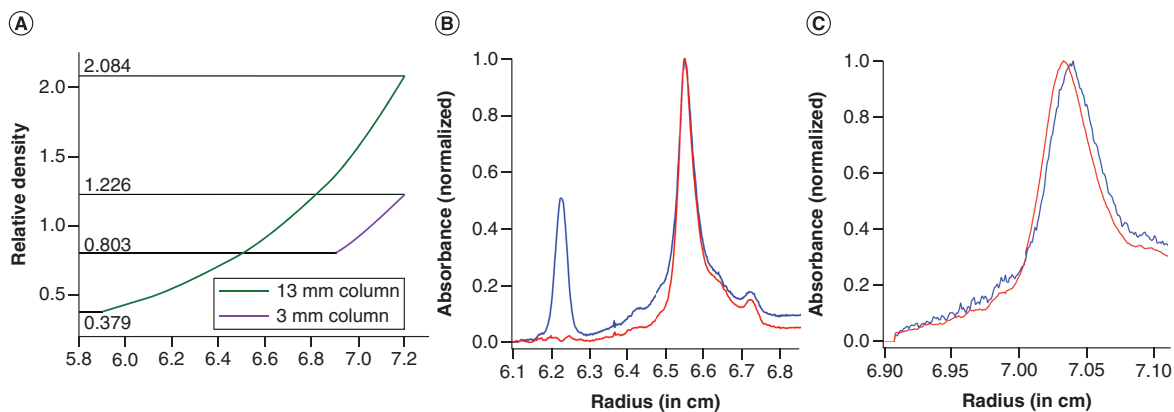 A
Relative density
2.0
1.5
1.0
0.5
2.084
1.226
0.803
0.379
13 mm column
3 mm column
5.8 6.0 6.2 6.4 6.6 6.8 7.0 7.2
B
Absorbance (normalized)
1.0
0.8
0.6
0.4
0.2
0.0
6.1 6.2 6.3 6.4 6.5 6.6 6.7 6.8
Radius (in cm)
C
Absorbance (normalized)
1.0
0.8
0.6
0.4
0.2
0.0
6.90 6.95 7.00 7.05 7.10
Radius (in cm)